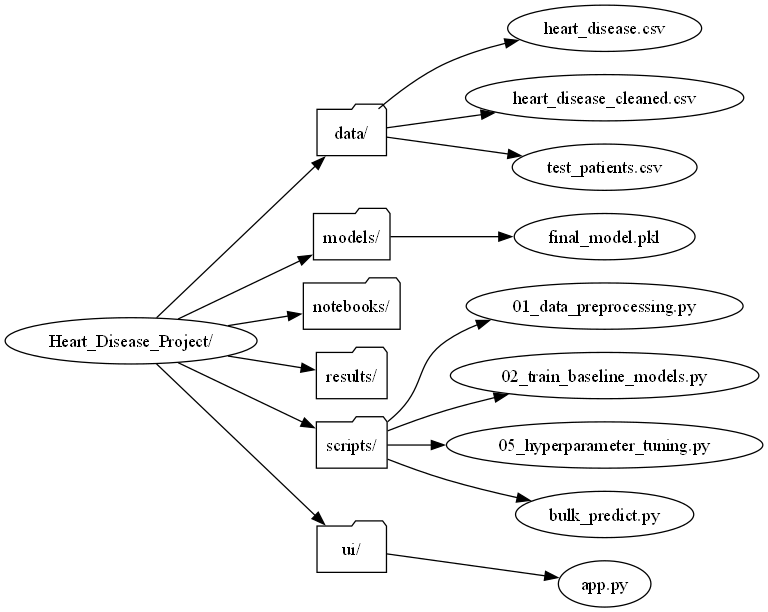 heart_disease.csv
heart_disease_cleaned.csv
data/
test_patients.csv
models/
final_model.pkl
notebooks/
01_data_preprocessing.py
Heart_Disease_Project/
results/
02_train_baseline_models.py
scripts/
05_hyperparameter_tuning.py
bulk_predict.py
ui/
app.py